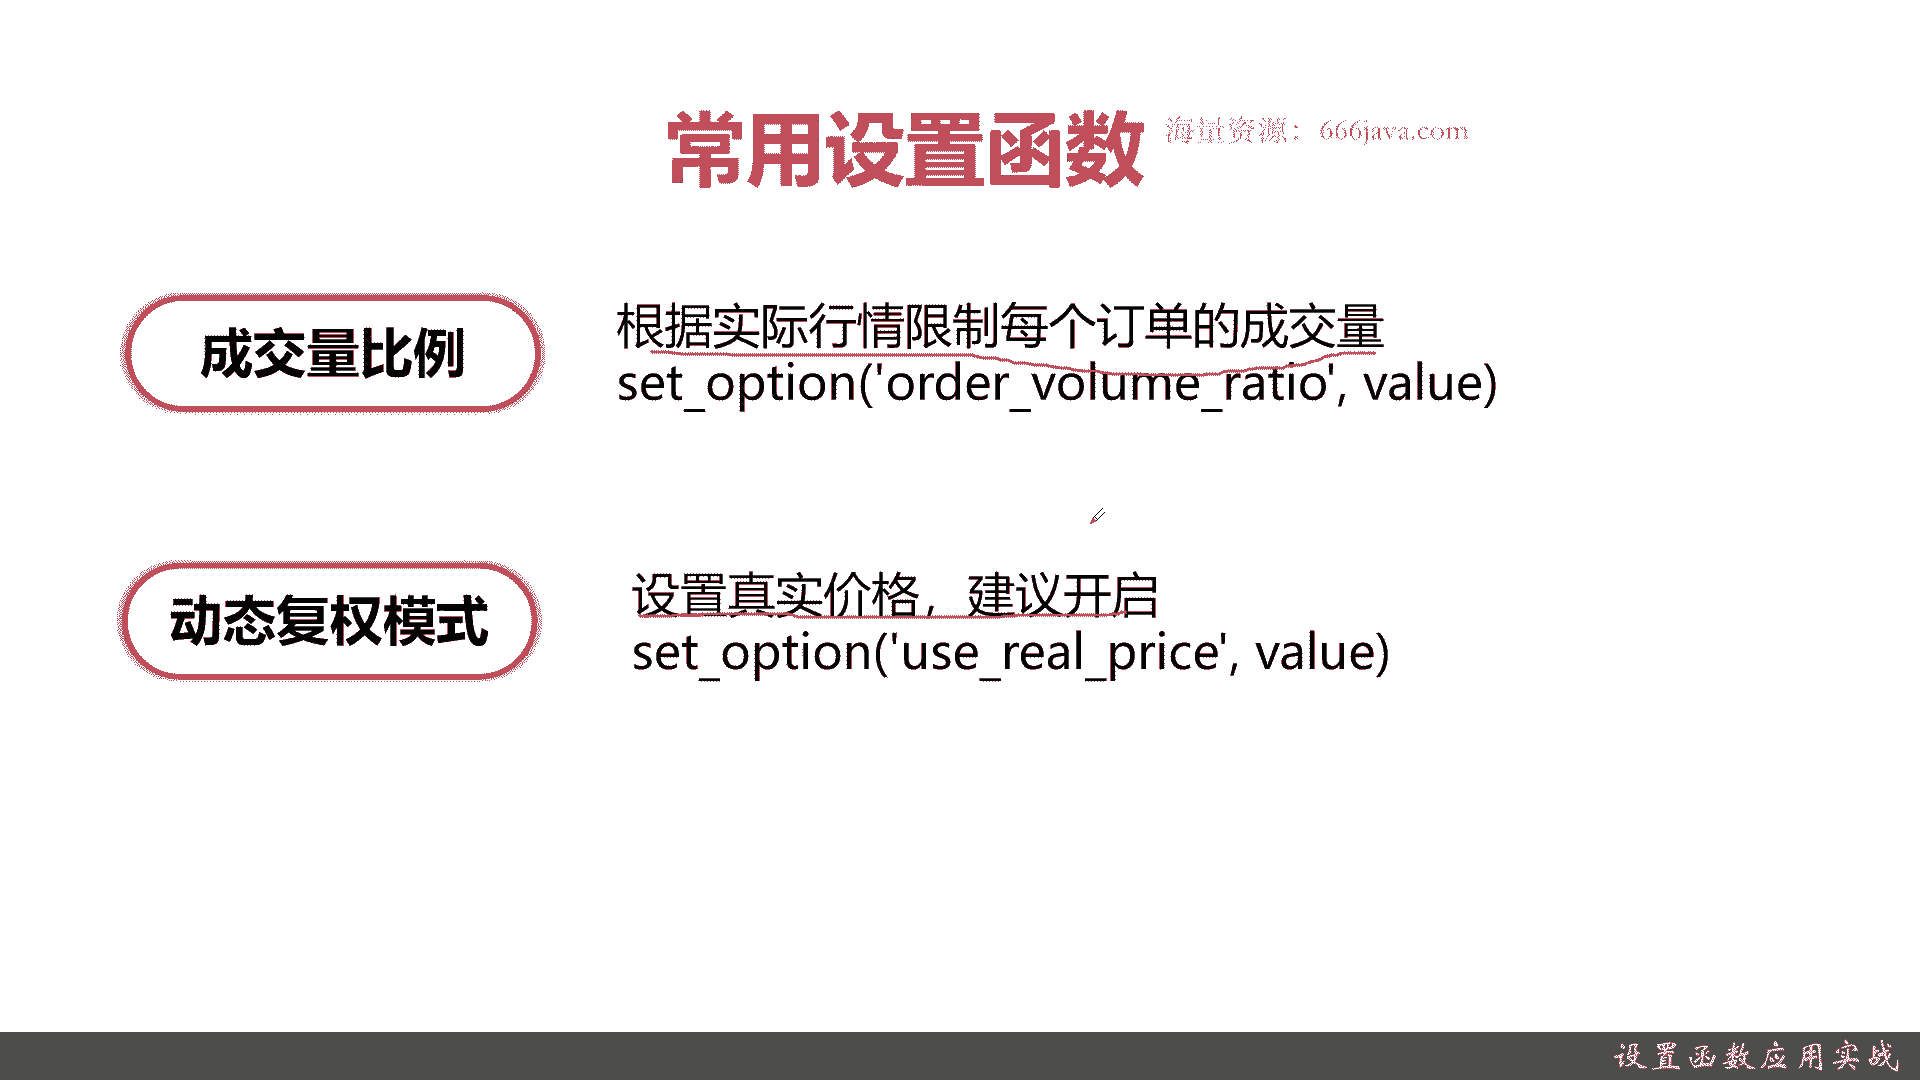 常用设置函数
海量资源：666java.com
成交量比例
根据实际行情限制每个订单的成交量
set_option('order_volume_ratio', value)
动态复权模式
设置真实价格，建议开启
set_option('use_real_price', value)
设置函数应用实战